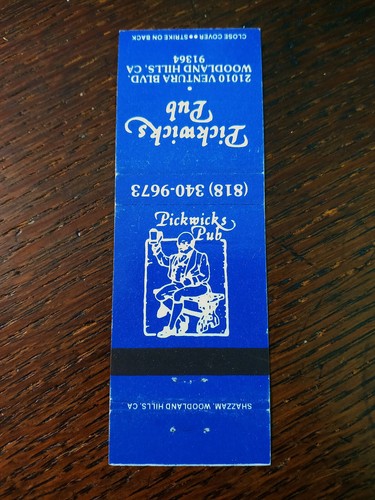 CLOSE COVER●●STRIKE ON BACK
21010 VENTURA BLVD.
WOODLAND HILLS, CA
91364
•
Pickwicks
Pub
(818) 340-9673
Pickwicks
Pub
SHAZZAM, WOODLAND HILLS, CA